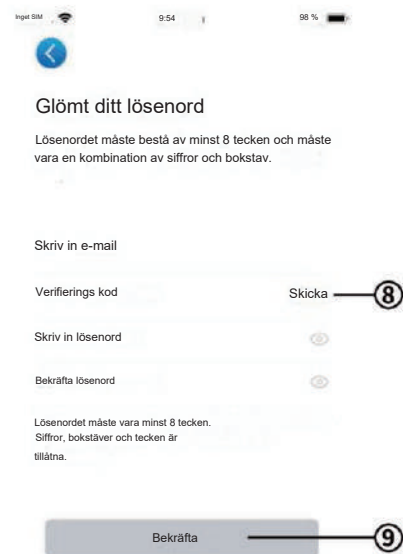 Inget SIM 9:54 98 %
Glömt ditt lösenord
Lösenordet måste bestå av minst 8 tecken och måste
vara en kombination av siffror och bokstav.
Skriv in e-mail
Verifierings kod Skicka 8
Skriv in lösenord
Bekräfta lösenord
Lösenordet måste vara minst 8 tecken.
Siffror, bokstäver och tecken är
tillåtna.
Bekräfta 9